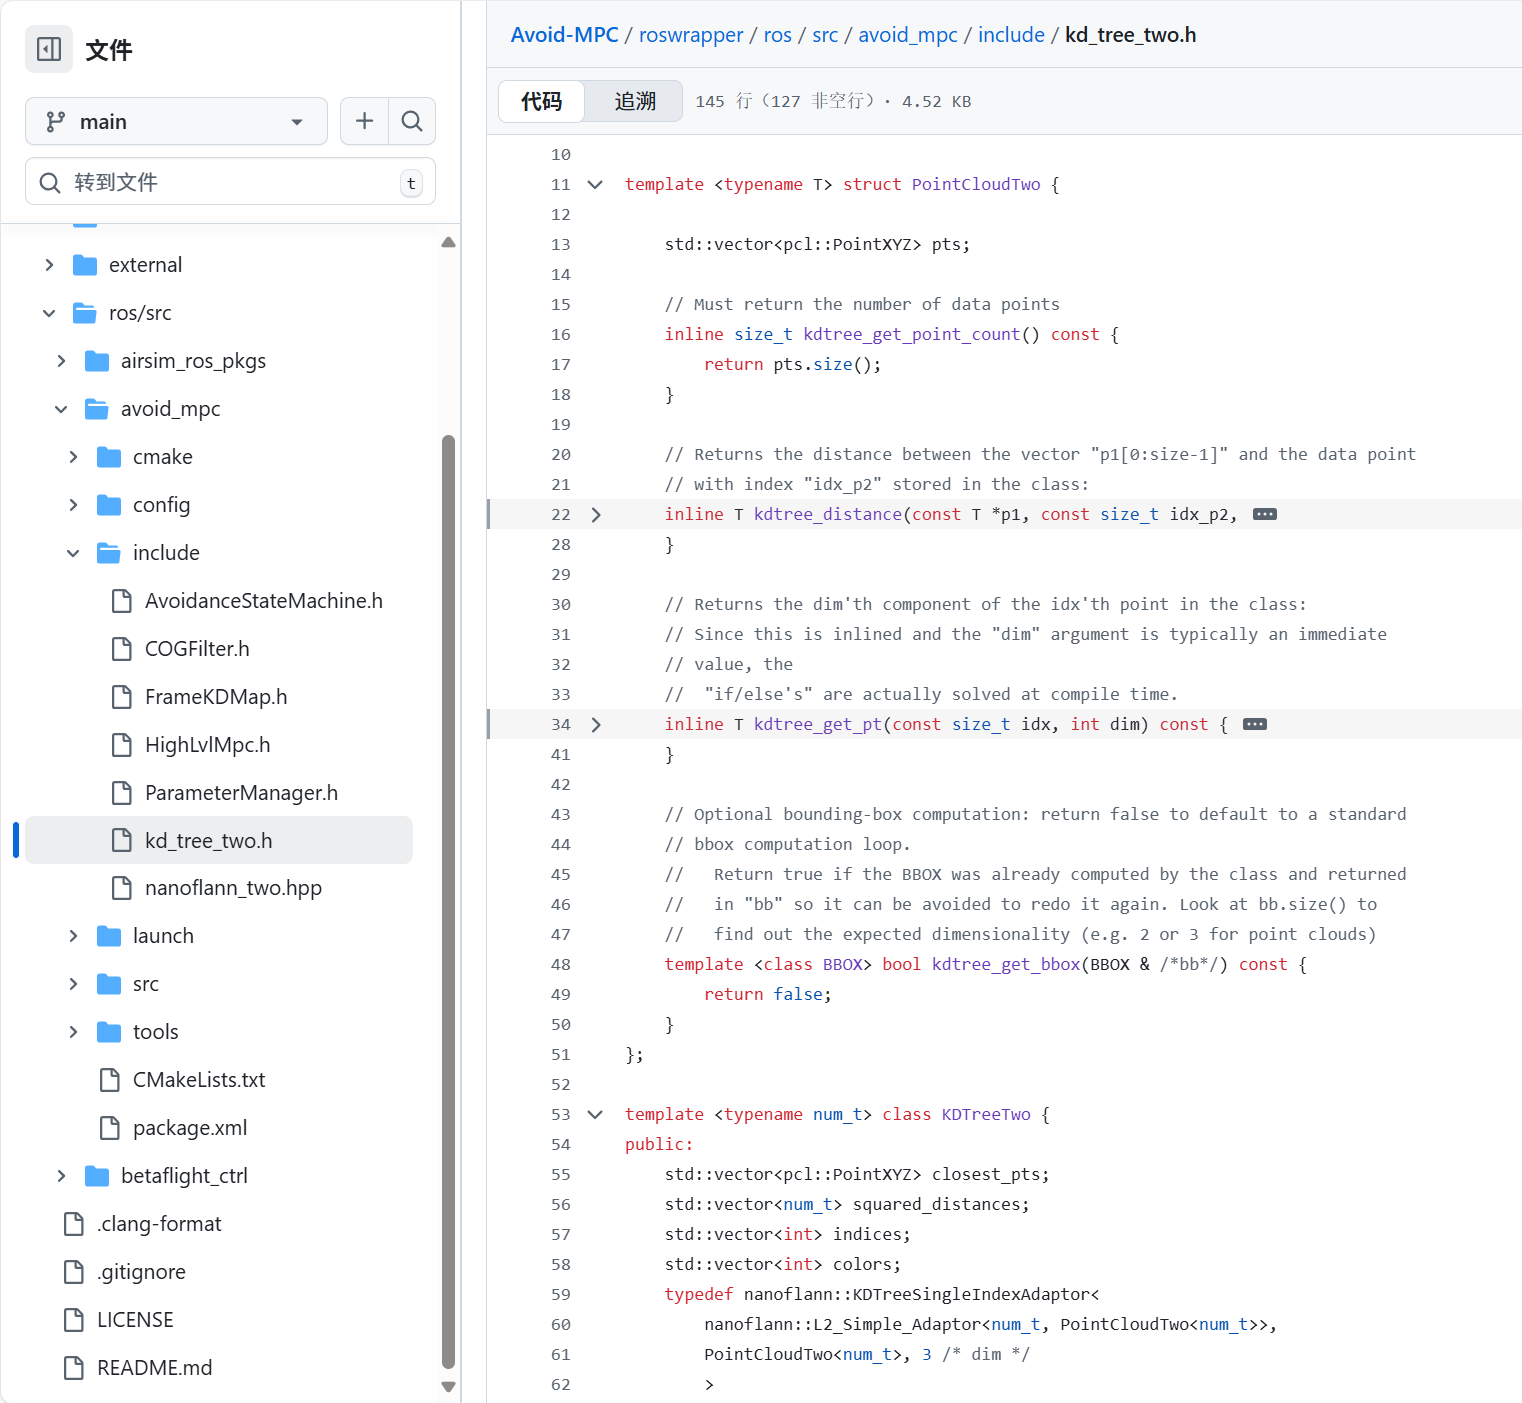 文件
main
转到文件
t
external
ros/src
airsim_ros_pkgs
avoid_mpc
cmake
config
include
AvoidanceStateMachine.h
COGFilter.h
FrameKDMap.h
HighLvlMpc.h
ParameterManager.h
kd_tree_two.h
nanoflann_two.hpp
launch
src
tools
CMakeLists.txt
package.xml
betaflight_ctrl
.clang-format
.gitignore
LICENSE
README.md
Avoid-MPC / roswrapper / ros / src / avoid_mpc / include / kd_tree_two.h
代码 追溯 145 行 (127 非空行) · 4.52 KB
10
11 template <typename T> struct PointCloudTwo {
12
13 std::vector<pcl::PointXYZ> pts;
14
15 // Must return the number of data points
16 inline size_t kdtree_get_point_count() const {
17 return pts.size();
18 }
19
20 // Returns the distance between the vector "p1[0:size-1]" and the data point
21 // with index "idx_p2" stored in the class:
22 inline T kdtree_distance(const T *p1, const size_t idx_p2, ...
28 }
29
30 // Returns the dim'th component of the idx'th point in the class:
31 // Since this is inlined and the "dim" argument is typically an immediate
32 // value, the
33 //  "if/else's" are actually solved at compile time.
34 inline T kdtree_get_pt(const size_t idx, int dim) const { ...
41 }
42
43 // Optional bounding-box computation: return false to default to a standard
44 // bbox computation loop.
45 //   Return true if the BBOX was already computed by the class and returned
46 //   in "bb" so it can be avoided to redo it again. Look at bb.size() to
47 //   find out the expected dimensionality (e.g. 2 or 3 for point clouds)
48 template <class BBOX> bool kdtree_get_bbox(BBOX & /*bb*/) const {
49 return false;
50 }
51 };
52
53 template <typename num_t> class KDTreeTwo {
54 public:
55 std::vector<pcl::PointXYZ> closest_pts;
56 std::vector<num_t> squared_distances;
57 std::vector<int> indices;
58 std::vector<int> colors;
59 typedef nanoflann::KDTreeSingleIndexAdaptor<
60 nanoflann::L2_Simple_Adaptor<num_t, PointCloudTwo<num_t>>,
61 PointCloudTwo<num_t>, 3 /* dim */
62 >